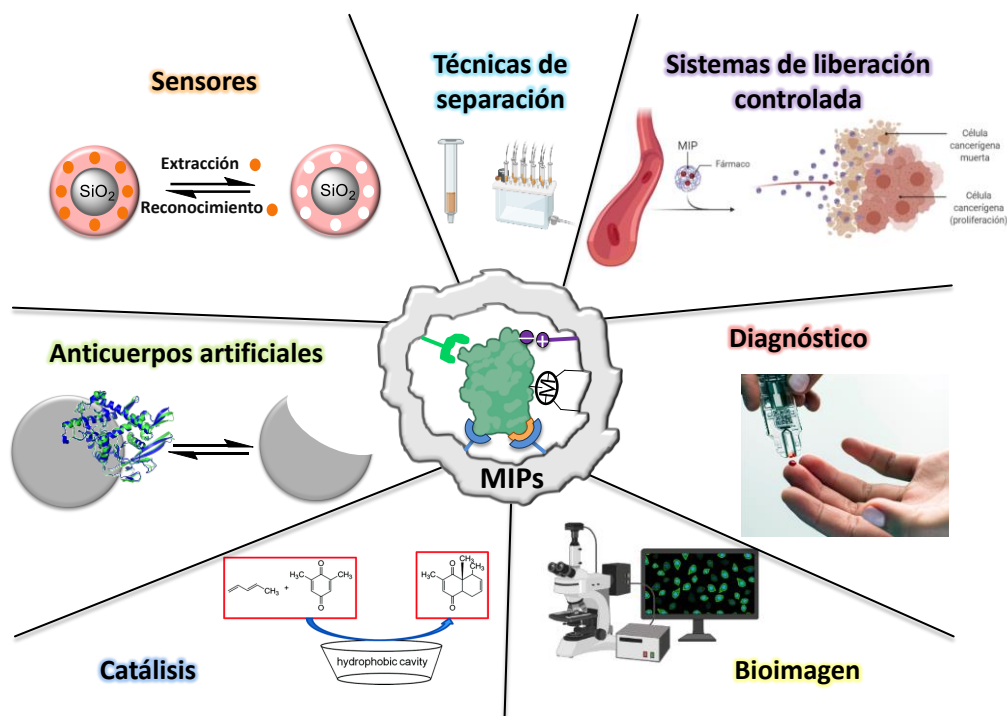 Sensores
Extracción
SiO2
SiO2
Reconocimiento
Técnicas de
separación
Sistemas de liberación
controlada
MIP
Fármaco
Célula
cancerígena
muerta
Célula
cancerígena
(proliferación)
Anticuerpos artificiales
− +
M
MIPs
Diagnóstico
Catálisis
CH3
+
H3C
O
CH3
O
CH3
CH3
O
H3C
O
hydrophobic cavity
Bioimagen